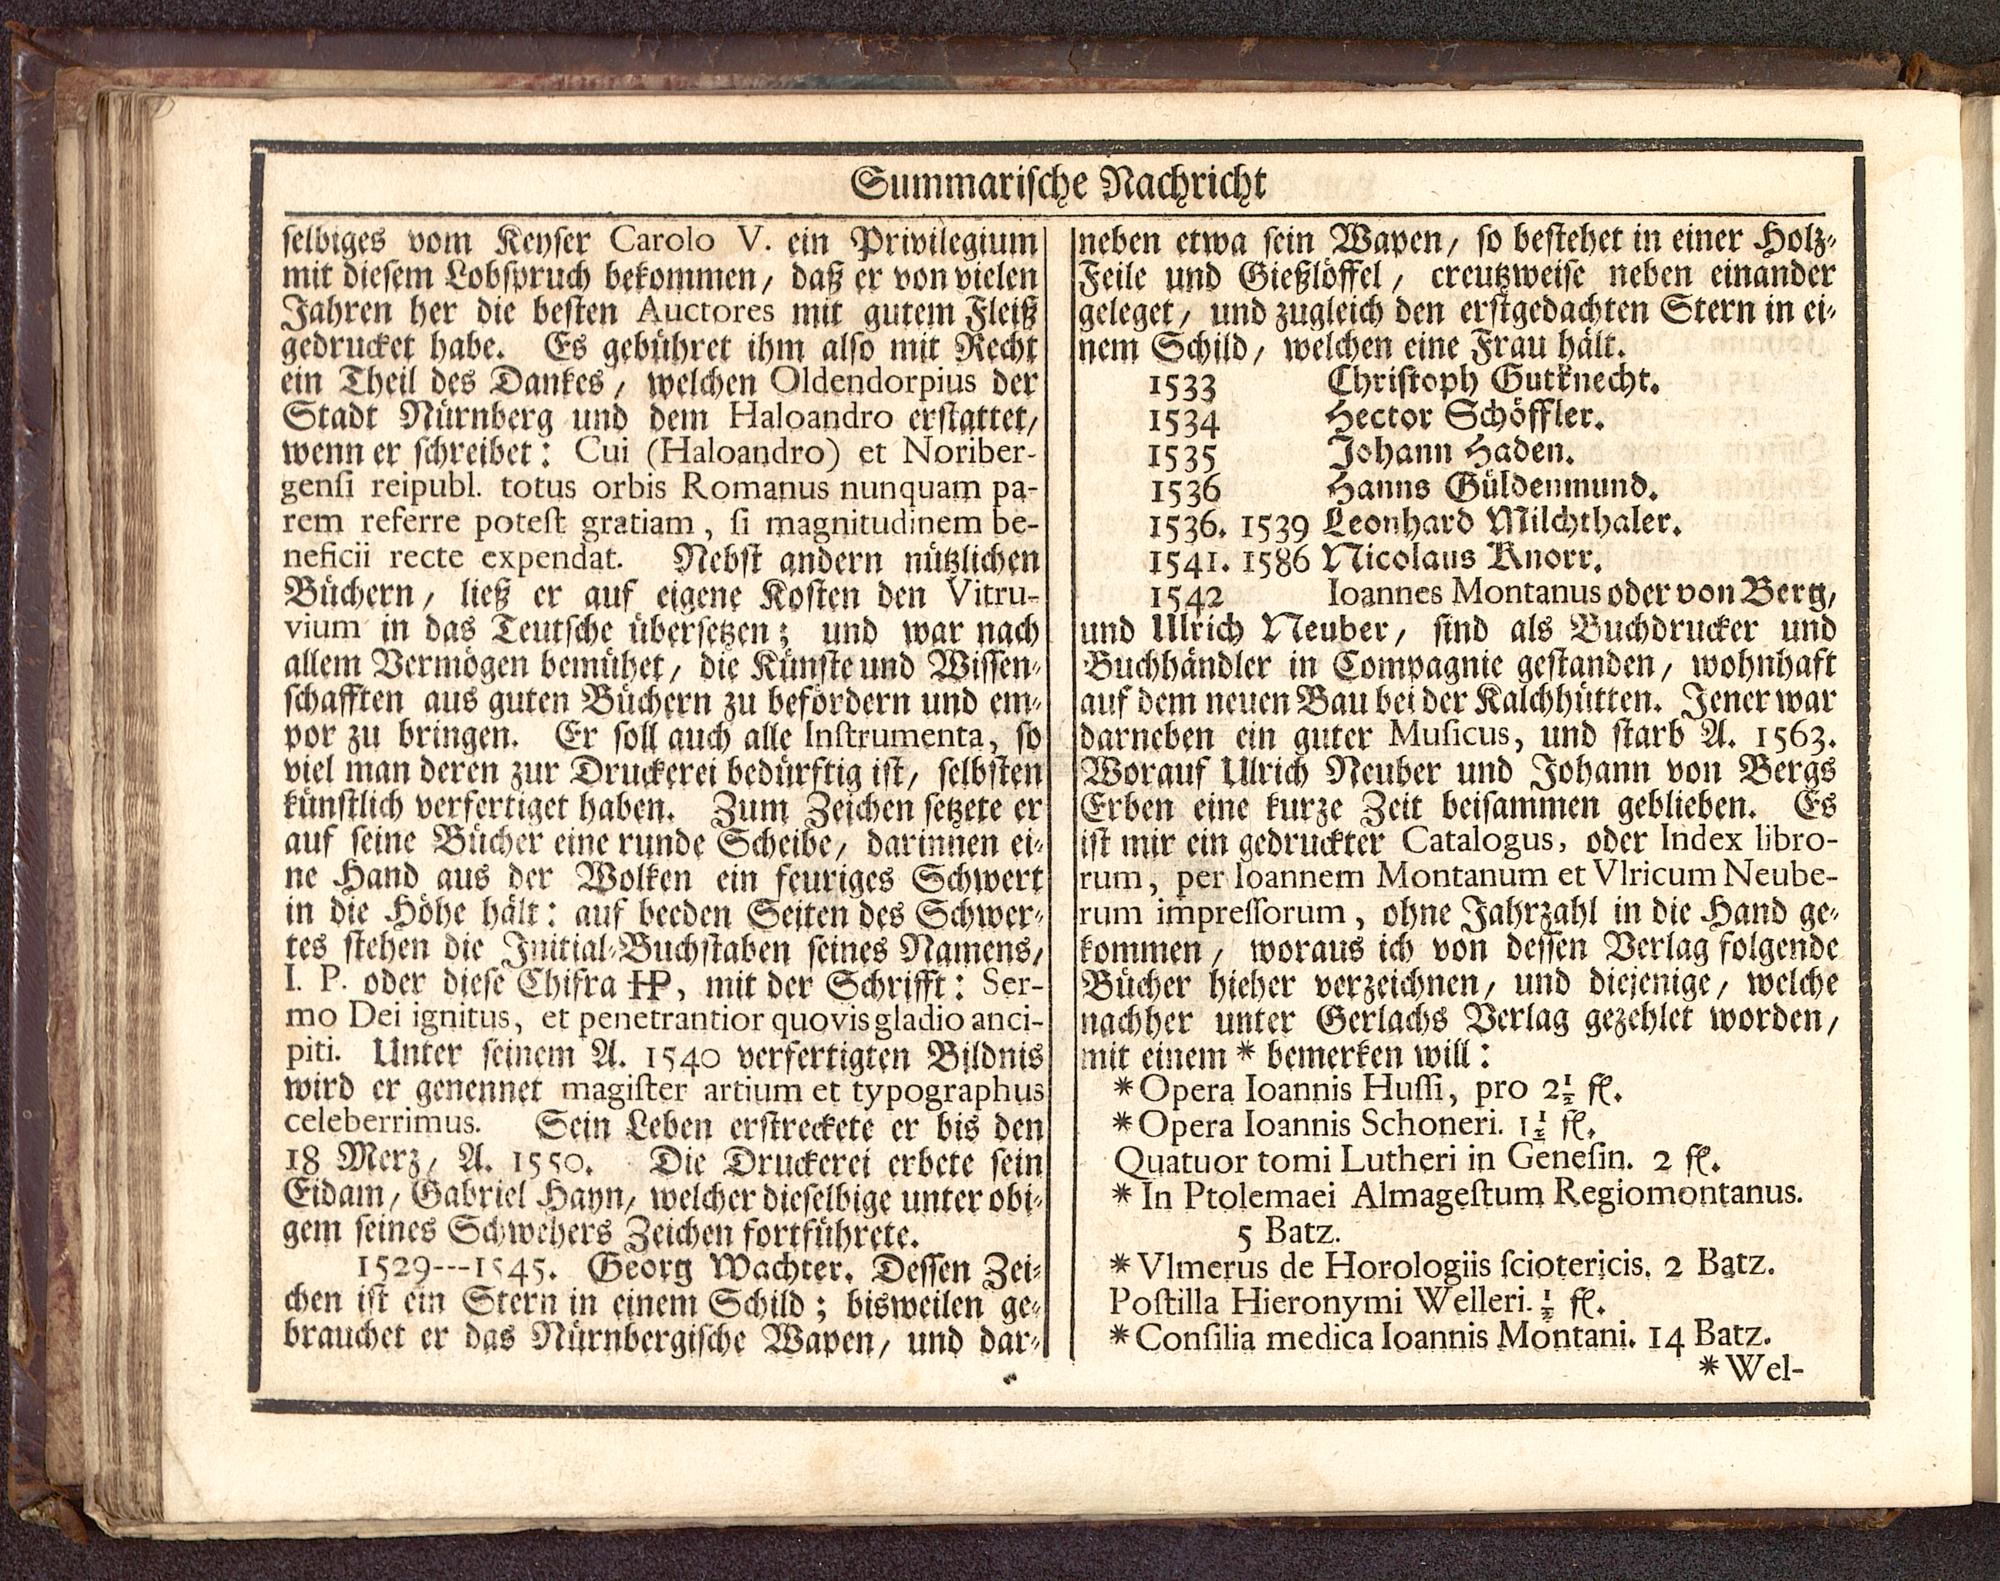 Summarische Nachricht
selbiges vom Keyser Carolo V. ein Privilegium
mit diesem Lobspruch bekommen, daß er von vielen
Jahren her die besten Auctores mit gutem Fleiß
gedrucket habe. Es gebühret ihm also mit Recht
ein Theil des Dankes, welchen Oldendorpius der
Stadt Nürnberg und dem Haloandro erstattet,
wenn er schreibet: Cui (Haloandro) et Noriber-
gensi reipubl. totus orbis Romanus nunquam pa-
rem referre potest gratiam, si magnitudinem be-
neficii recte expendat. Nebst andern nützlichen
Büchern, ließ er auf eigene Kosten den Vitru-
vium in das Teutsche übersetzen; und war nach
allem Vermögen bemühet, die Künste und Wissen-
schafften aus guten Büchern zu befördern und em-
por zu bringen. Er soll auch alle Instrumenta, so
viel man deren zur Druckerei bedürftig ist, selbsten
künstlich verfertiget haben. Zum Zeichen setzete er
auf seine Bücher eine runde Scheibe, darinnen ei-
ne Hand aus der Wolken ein feuriges Schwert
in die Höhe hält: auf beeden Seiten des Schwer-
tes stehen die Initial-Buchstaben seines Namens,
I. P. oder diese Chifra HP, mit der Schrifft: Ser-
mo Dei ignitus, et penetrantior quovis gladio anci-
piti. Unter seinem A. 1540 verfertigten Bildnis
wird er genennet magister artium et typographus
celeberrimus. Sein Leben erstreckete er bis den
18 Merz, A. 1550. Die Druckerei erbete sein
Eidam, Gabriel Hayn, welcher dieselbige unter obi-
gem seines Schwehers Zeichen fortführete.
1529---1545. Georg Wachter. Dessen Zei-
chen ist ein Stern in einem Schild; bisweilen ge-
brauchet er das Nürnbergische Wapen, und dar-
neben etwa sein Wapen, so bestehet in einer Holz-
Feile und Gießlöffel, creutzweise neben einander
geleget, und zugleich den erstgedachten Stern in ei-
nem Schild, welchen eine Frau hält.
1533 Christoph Gutknecht.
1534 Hector Schöffler.
1535 Johann Haden.
1536 Hanns Güldenmund.
1536. 1539 Leonhard Milchthaler.
1541. 1586 Nicolaus Knorr.
1542 Ioannes Montanus oder von Berg,
und Ulrich Neuber, sind als Buchdrucker und
Buchhändler in Compagnie gestanden, wohnhaft
auf dem neuen Bau bei der Kalchhütten. Jener war
darneben ein guter Musicus, und starb A. 1563.
Worauf Ulrich Neuber und Johann von Bergs
Erben eine kurze Zeit beisammen geblieben. Es
ist mir ein gedruckter Catalogus, oder Index libro-
rum, per Ioannem Montanum et Vlricum Neube-
rum impressorum, ohne Jahrzahl in die Hand ge-
kommen, woraus ich von dessen Verlag folgende
Bücher hieher verzeichnen, und diejenige, welche
nachher unter Gerlachs Verlag gezehlet worden,
mit einem * bemerken will:
* Opera Ioannis Hussi, pro 2½ fl.
* Opera Ioannis Schoneri. 1½ fl.
Quatuor tomi Lutheri in Genesin. 2 fl.
* In Ptolemaei Almagestum Regiomontanus.
5 Batz.
* Vlmerus de Horologiis sciotericis. 2 Batz.
Postilla Hieronymi Welleri. ½ fl.
* Consilia medica Ioannis Montani. 14 Batz.
* Wel-